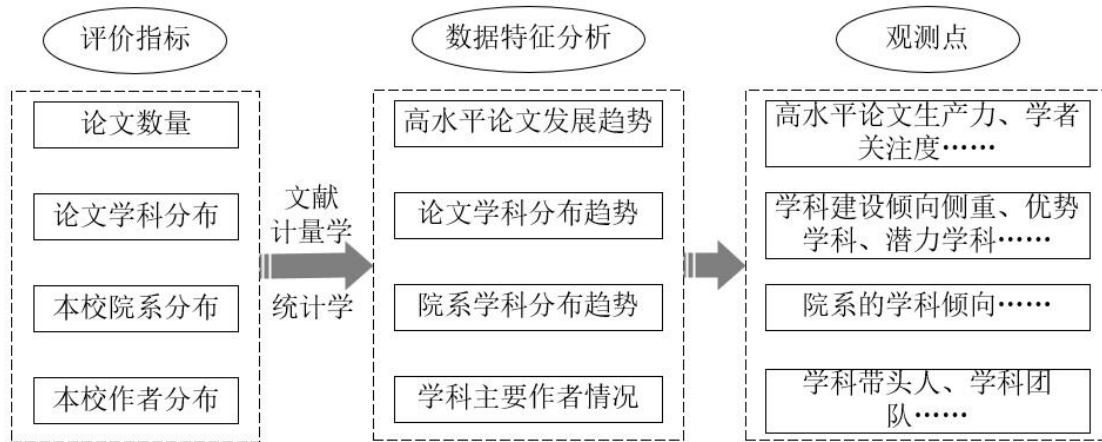 评价指标
数据特征分析
观测点
论文数量
论文学科分布
本校院系分布
本校作者分布
文献
计量学
统计学
高水平论文发展趋势
论文学科分布趋势
院系学科分布趋势
学科主要作者情况
高水平论文生产力、学者
关注度……
学科建设倾向侧重、优势
学科、潜力学科……
院系的学科倾向……
学科带头人、学科团
队……